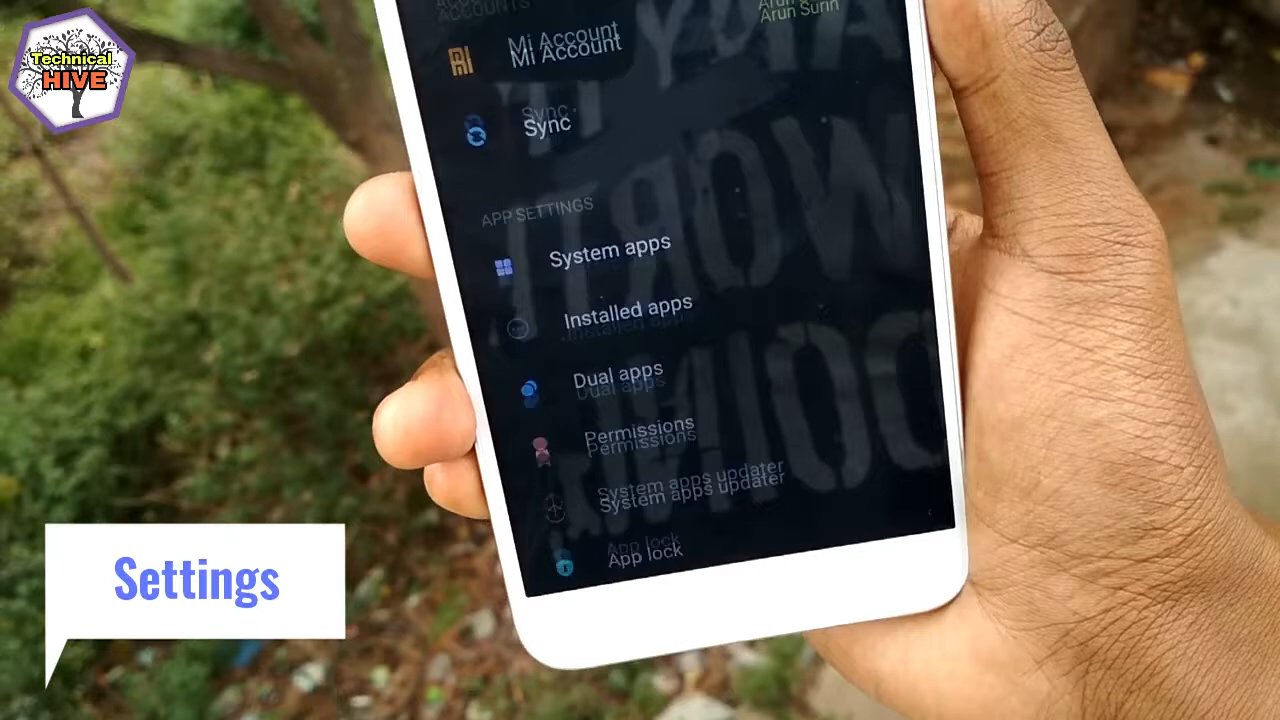 Technical
HIVE
ACCOUNTS
Arun Surin
Mi Account
Sync
APP SETTINGS
System apps
Installed apps
Dual apps
Permissions
System apps updater
App lock
Settings